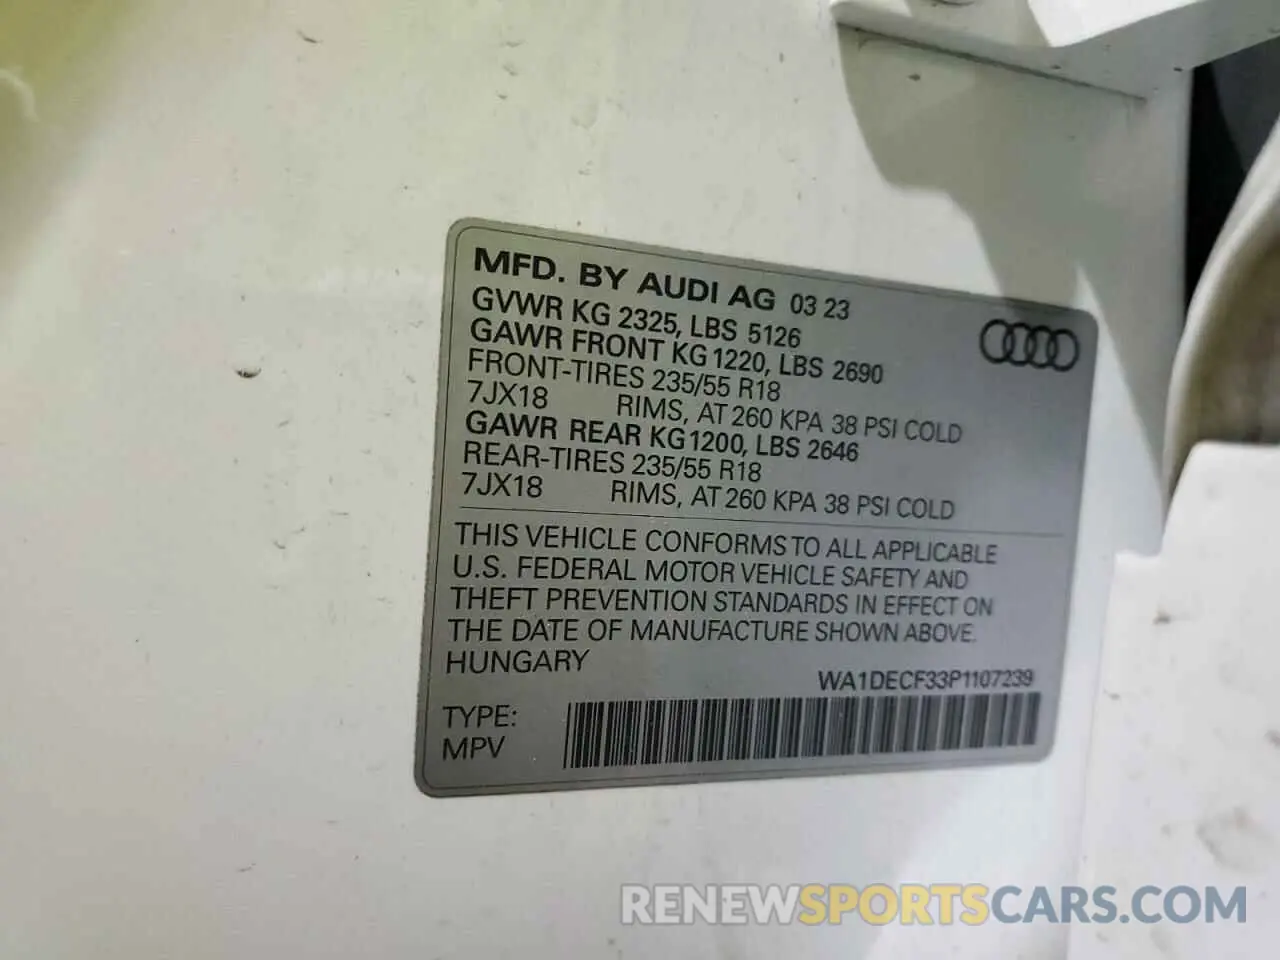 MFD. BY AUDI AG 03 23
GVWR KG 2325, LBS 5126
GAWR FRONT KG 1220, LBS 2690
FRONT-TIRES 235/55 R18
7JX18 RIMS, AT 260 KPA 38 PSI COLD
GAWR REAR KG 1200, LBS 2646
REAR-TIRES 235/55 R18
7JX18 RIMS, AT 260 KPA 38 PSI COLD
THIS VEHICLE CONFORMS TO ALL APPLICABLE
U.S. FEDERAL MOTOR VEHICLE SAFETY AND
THEFT PREVENTION STANDARDS IN EFFECT ON
THE DATE OF MANUFACTURE SHOWN ABOVE.
HUNGARY
WA1DECF33P1107239
TYPE:
MPV
RENEWSPORTSCARS.COM